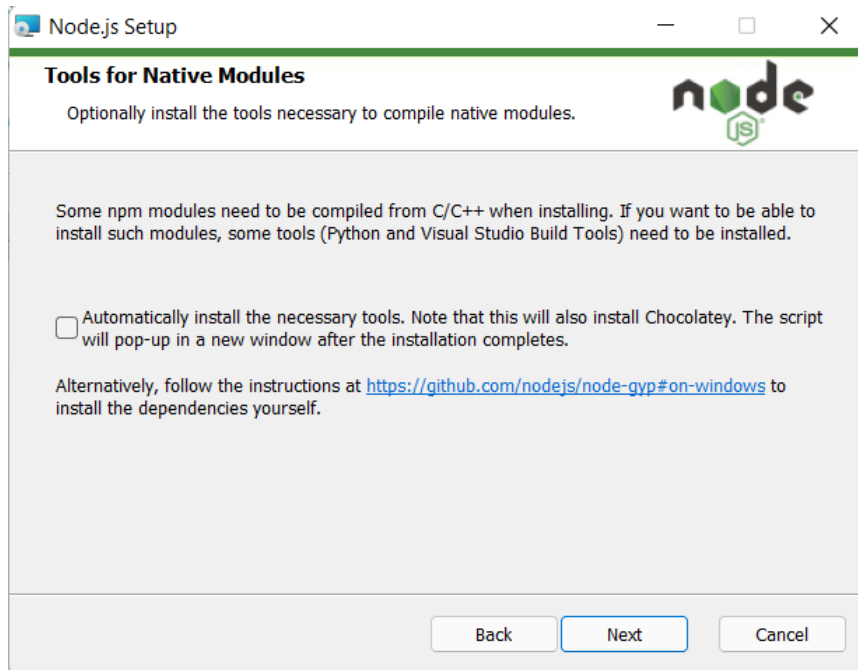 Node.js Setup
Tools for Native Modules
Optionally install the tools necessary to compile native modules.
node
JS
Some npm modules need to be compiled from C/C++ when installing. If you want to be able to
install such modules, some tools (Python and Visual Studio Build Tools) need to be installed.
Automatically install the necessary tools. Note that this will also install Chocolatey. The script
will pop-up in a new window after the installation completes.
Alternatively, follow the instructions at https://github.com/nodejs/node-gyp#on-windows to
install the dependencies yourself.
Back Next Cancel